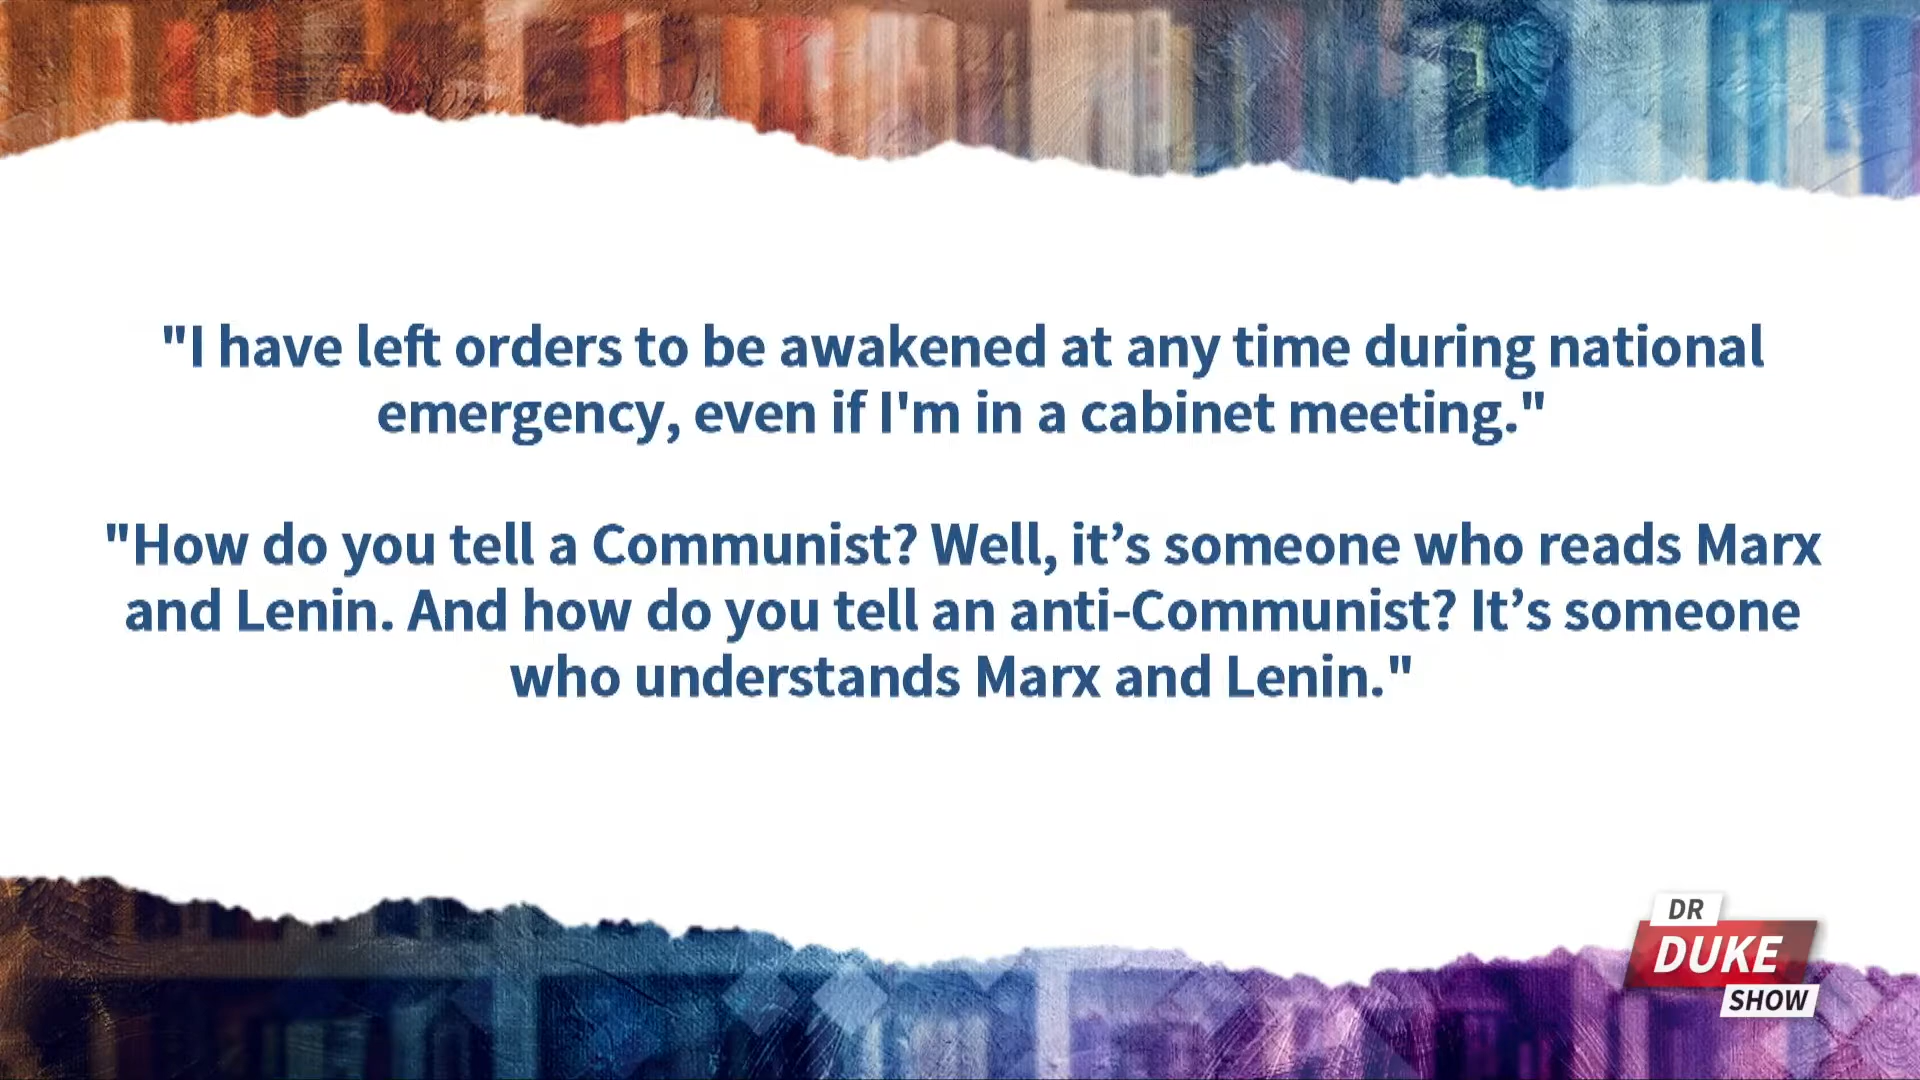 "I have left orders to be awakened at any time during national
emergency, even if I'm in a cabinet meeting."
"How do you tell a Communist? Well, it’s someone who reads Marx
and Lenin. And how do you tell an anti-Communist? It’s someone
who understands Marx and Lenin."
DR
DUKE
SHOW